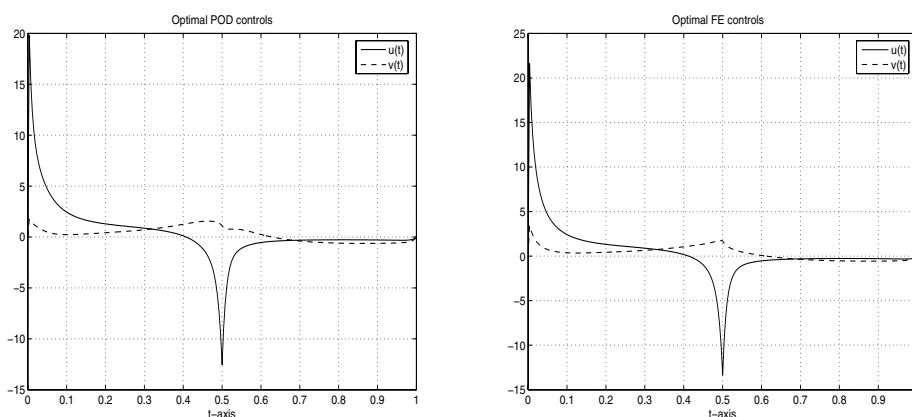 Optimal POD controls
20
15
10
5
0
−5
−10
−15
0 0.1 0.2 0.3 0.4 0.5 0.6 0.7 0.8 0.9 1
t−axis
u(t)
v(t)
Optimal FE controls
25
20
15
10
5
0
−5
−10
−15
0 0.1 0.2 0.3 0.4 0.5 0.6 0.7 0.8 0.9
t−axis
u(t)
v(t)